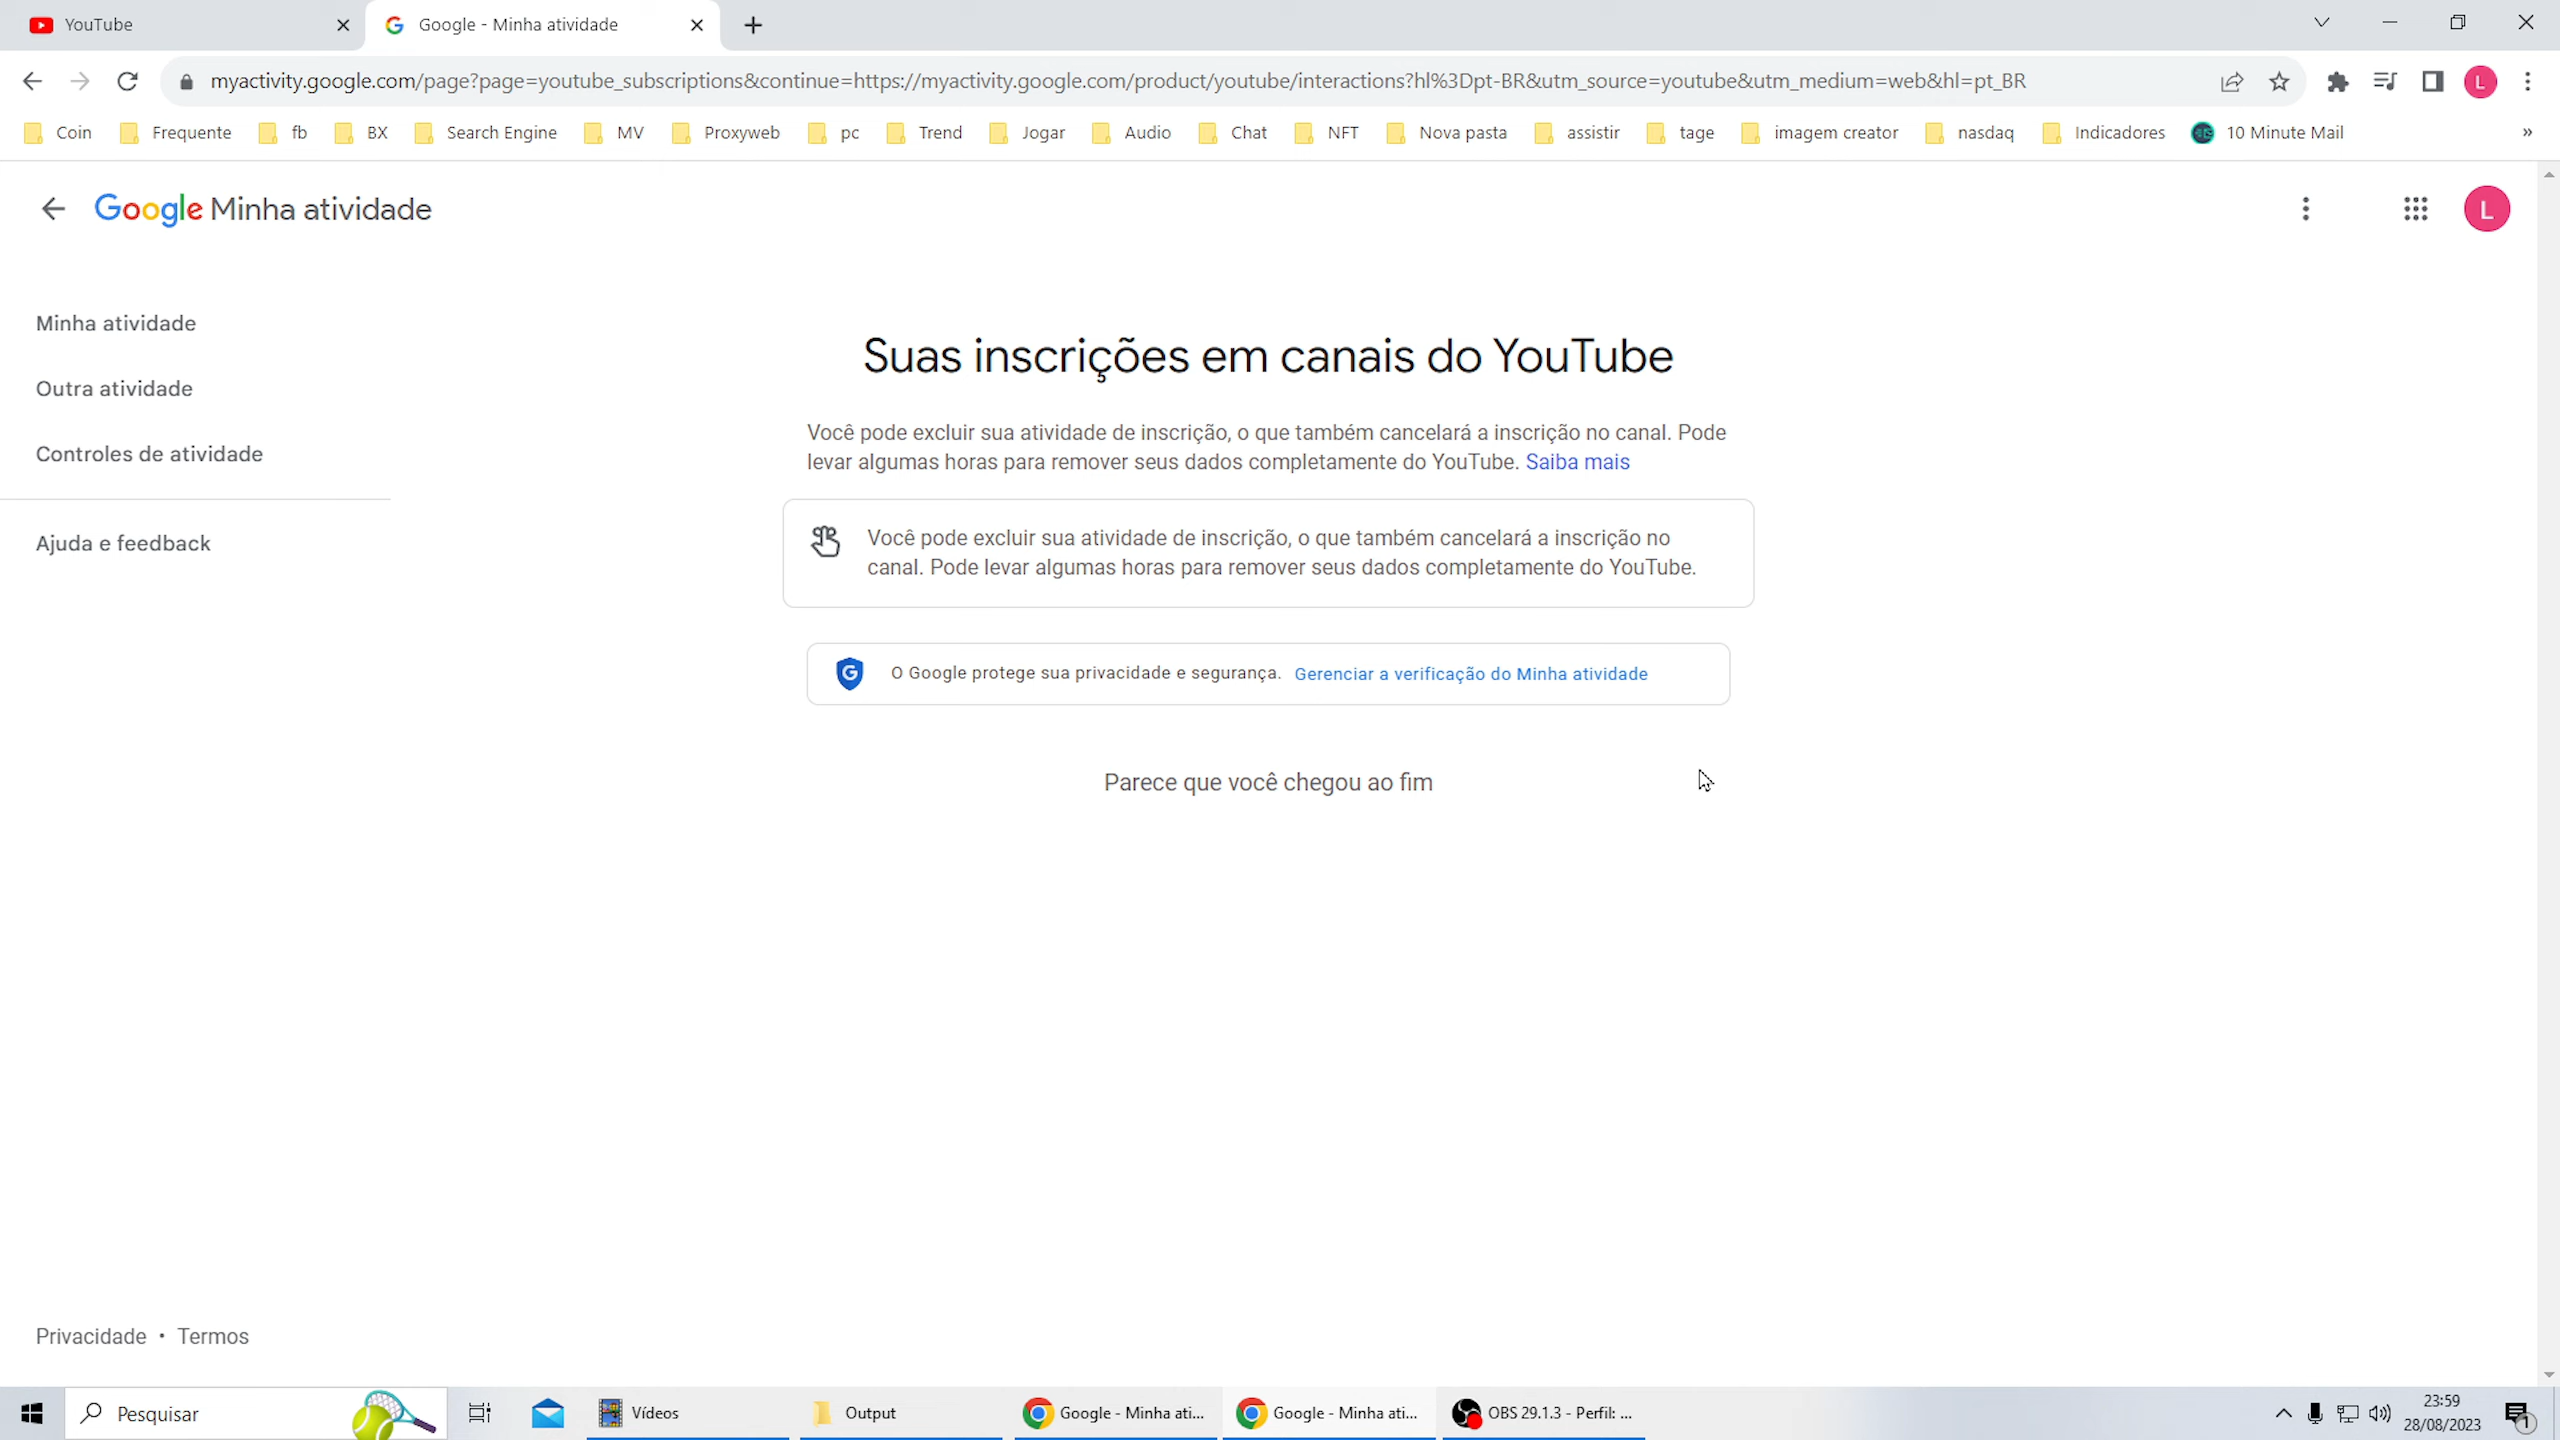 YouTube
Google - Minha atividade
myactivity.google.com/page?page=youtube_subscriptions&continue=https://myactivity.google.com/product/youtube/interactions?hl%3Dpt-BR&utm_source=youtube&utm_medium=web&hl=pt_BR
L
Coin Frequente fb BX Search Engine MV Proxyweb pc Trend Jogar Audio Chat NFT Nova pasta assistir tage imagem creator nasdaq Indicadores 10 Minute Mail »
Google Minha atividade
L
Minha atividade
Outra atividade
Controles de atividade
Ajuda e feedback
Suas inscrições em canais do YouTube
Você pode excluir sua atividade de inscrição, o que também cancelará a inscrição no canal. Pode
levar algumas horas para remover seus dados completamente do YouTube. Saiba mais
Você pode excluir sua atividade de inscrição, o que também cancelará a inscrição no
canal. Pode levar algumas horas para remover seus dados completamente do YouTube.
G
O Google protege sua privacidade e segurança. Gerenciar a verificação do Minha atividade
Parece que você chegou ao fim
Privacidade • Termos
Pesquisar
Vídeos
Output
Google - Minha ati...
Google - Minha ati...
OBS 29.1.3 - Perfil: ...
23:59
28/08/2023
1